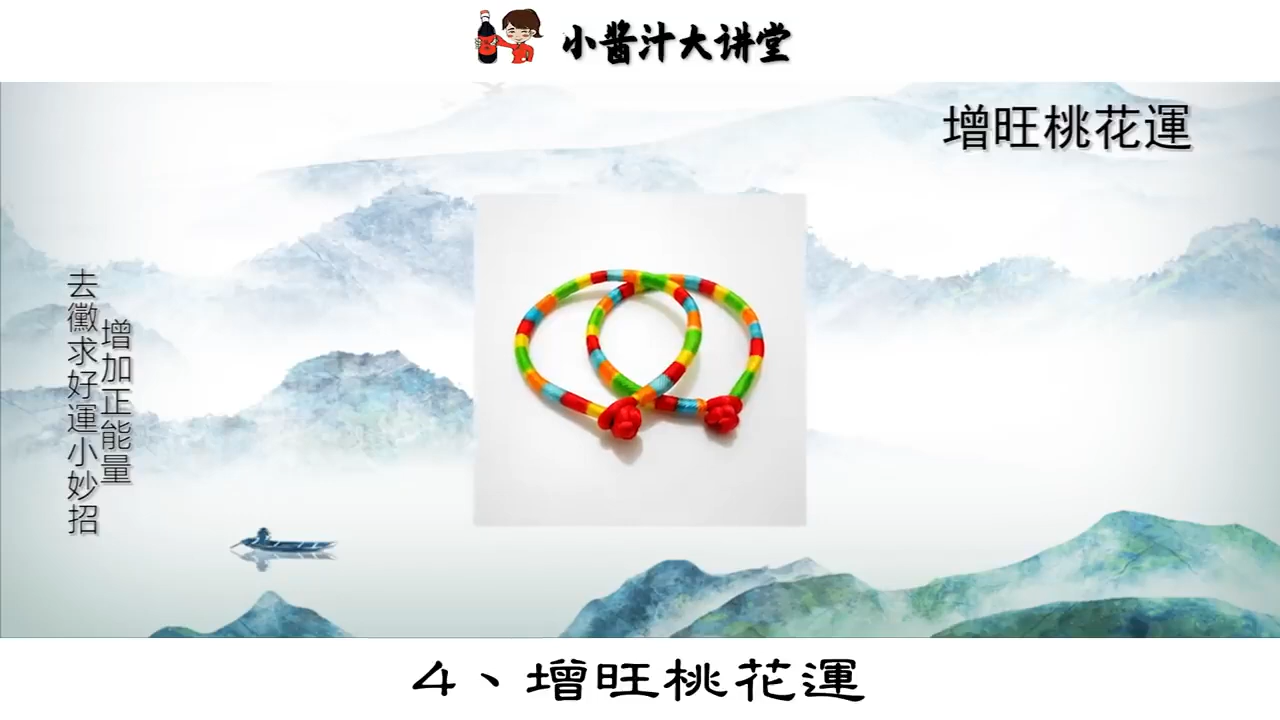 小酱汁大讲堂
增旺桃花運
增加正能量
去黴求好運小妙招
4、增旺桃花運